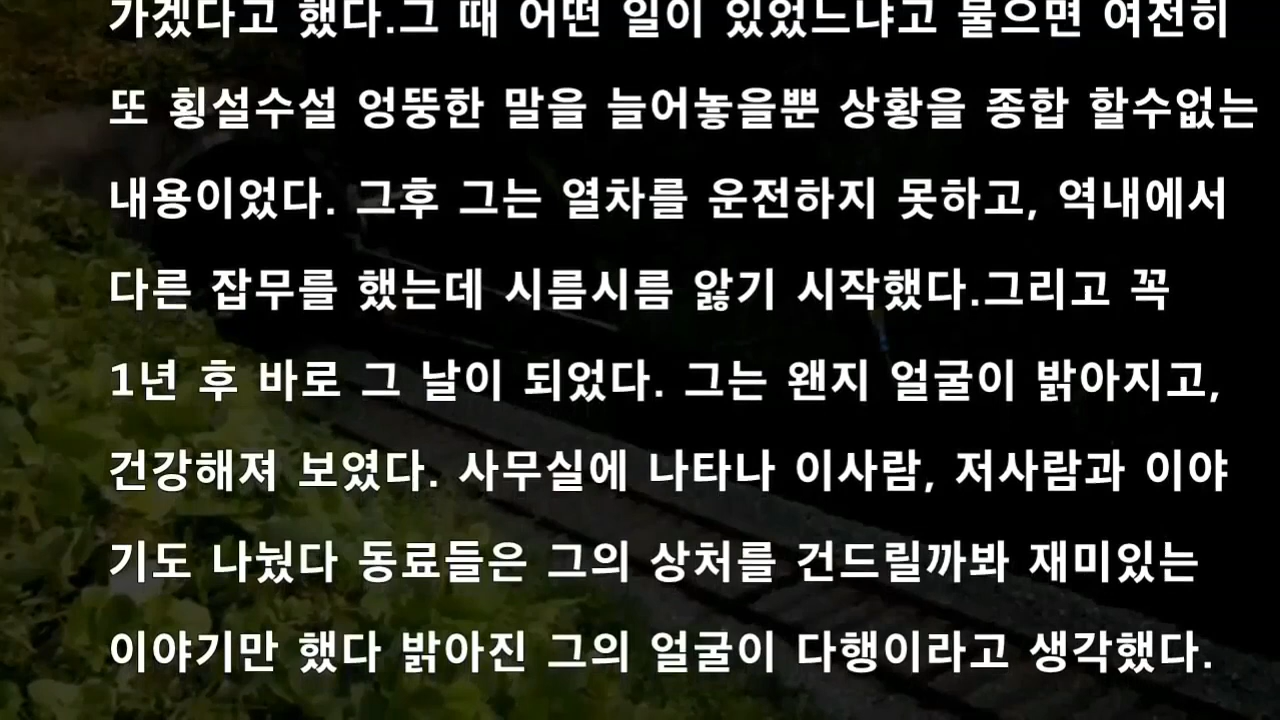 가겠다고 했다.그 때 어떤 일이 있었느냐고 물으면 여전히
또 횡설수설 엉뚱한 말을 늘어놓을뿐 상황을 종합 할수없는
내용이었다. 그후 그는 열차를 운전하지 못하고, 역내에서
다른 잡무를 했는데 시름시름 앓기 시작했다.그리고 꼭
1년 후 바로 그 날이 되었다. 그는 왠지 얼굴이 밝아지고,
건강해져 보였다. 사무실에 나타나 이사람, 저사람과 이야
기도 나눴다 동료들은 그의 상처를 건드릴까봐 재미있는
이야기만 했다 밝아진 그의 얼굴이 다행이라고 생각했다.